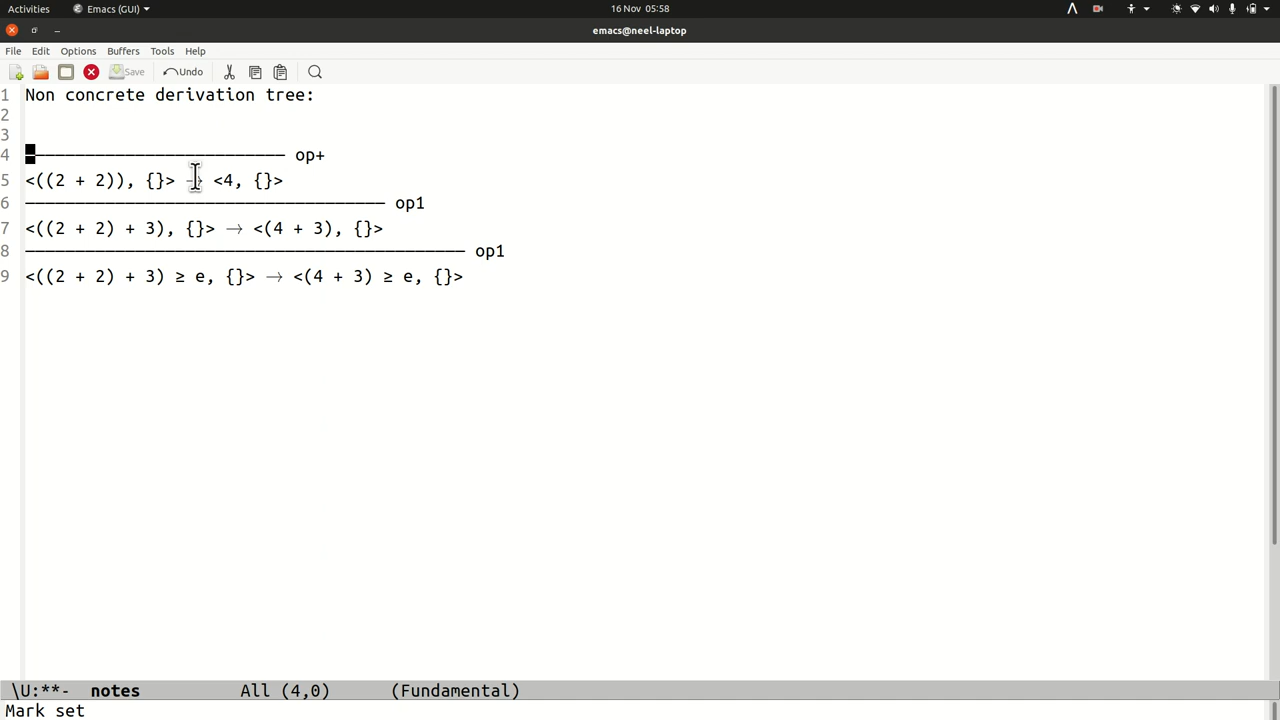 Activities Emacs (GUI) 16 Nov 05:58
emacs@neel-laptop
File Edit Options Buffers Tools Help
Save Undo
1 Non concrete derivation tree:
2
3
4 ────────────────────────── op+
5 <((2 + 2)), {}> → <4, {}>
6 ──────────────────────────────────── op1
7 <((2 + 2) + 3), {}> → <(4 + 3), {}>
8 ──────────────────────────────────────────── op1
9 <((2 + 2) + 3) ≥ e, {}> → <(4 + 3) ≥ e, {}>
\U:**- notes All (4,0) (Fundamental)
Mark set